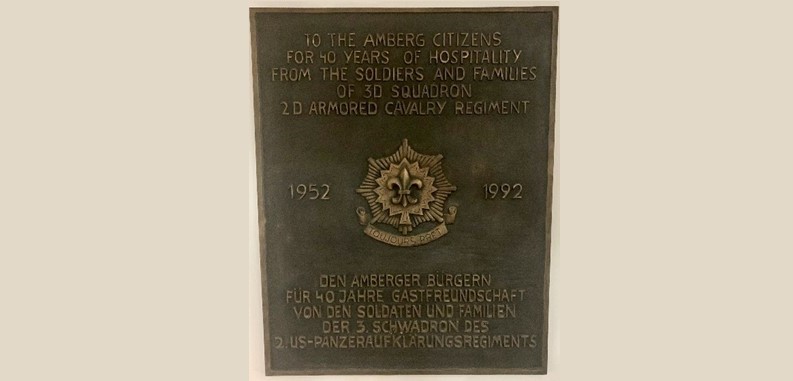 TO THE AMBERG CITIZENS
FOR 40 YEARS OF HOSPITALITY
FROM THE SOLDIERS AND FAMILIES
OF 3D SQUADRON
2D ARMORED CAVALRY REGIMENT
1952
1992
TOUJOURS PRET
DEN AMBERGER BÜRGERN
FÜR 40 JAHRE GASTFREUNDSCHAFT
VON DEN SOLDATEN UND FAMILIEN
DER 3. SCHWADRON DES
2. US-PANZERAUFKLÄRUNGSREGIMENTS